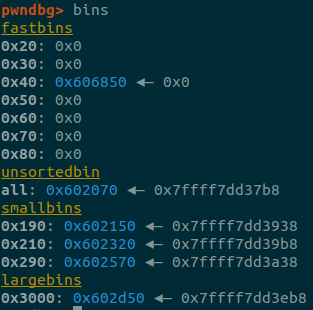 pwndbg> bins
fastbins
0x20: 0x0
0x30: 0x0
0x40: 0x606850 ◂— 0x0
0x50: 0x0
0x60: 0x0
0x70: 0x0
0x80: 0x0
unsortedbin
all: 0x602070 ◂— 0x7ffff7dd37b8
smallbins
0x190: 0x602150 ◂— 0x7ffff7dd3938
0x210: 0x602320 ◂— 0x7ffff7dd39b8
0x290: 0x602570 ◂— 0x7ffff7dd3a38
largebins
0x3000: 0x602d50 ◂— 0x7ffff7dd3eb8